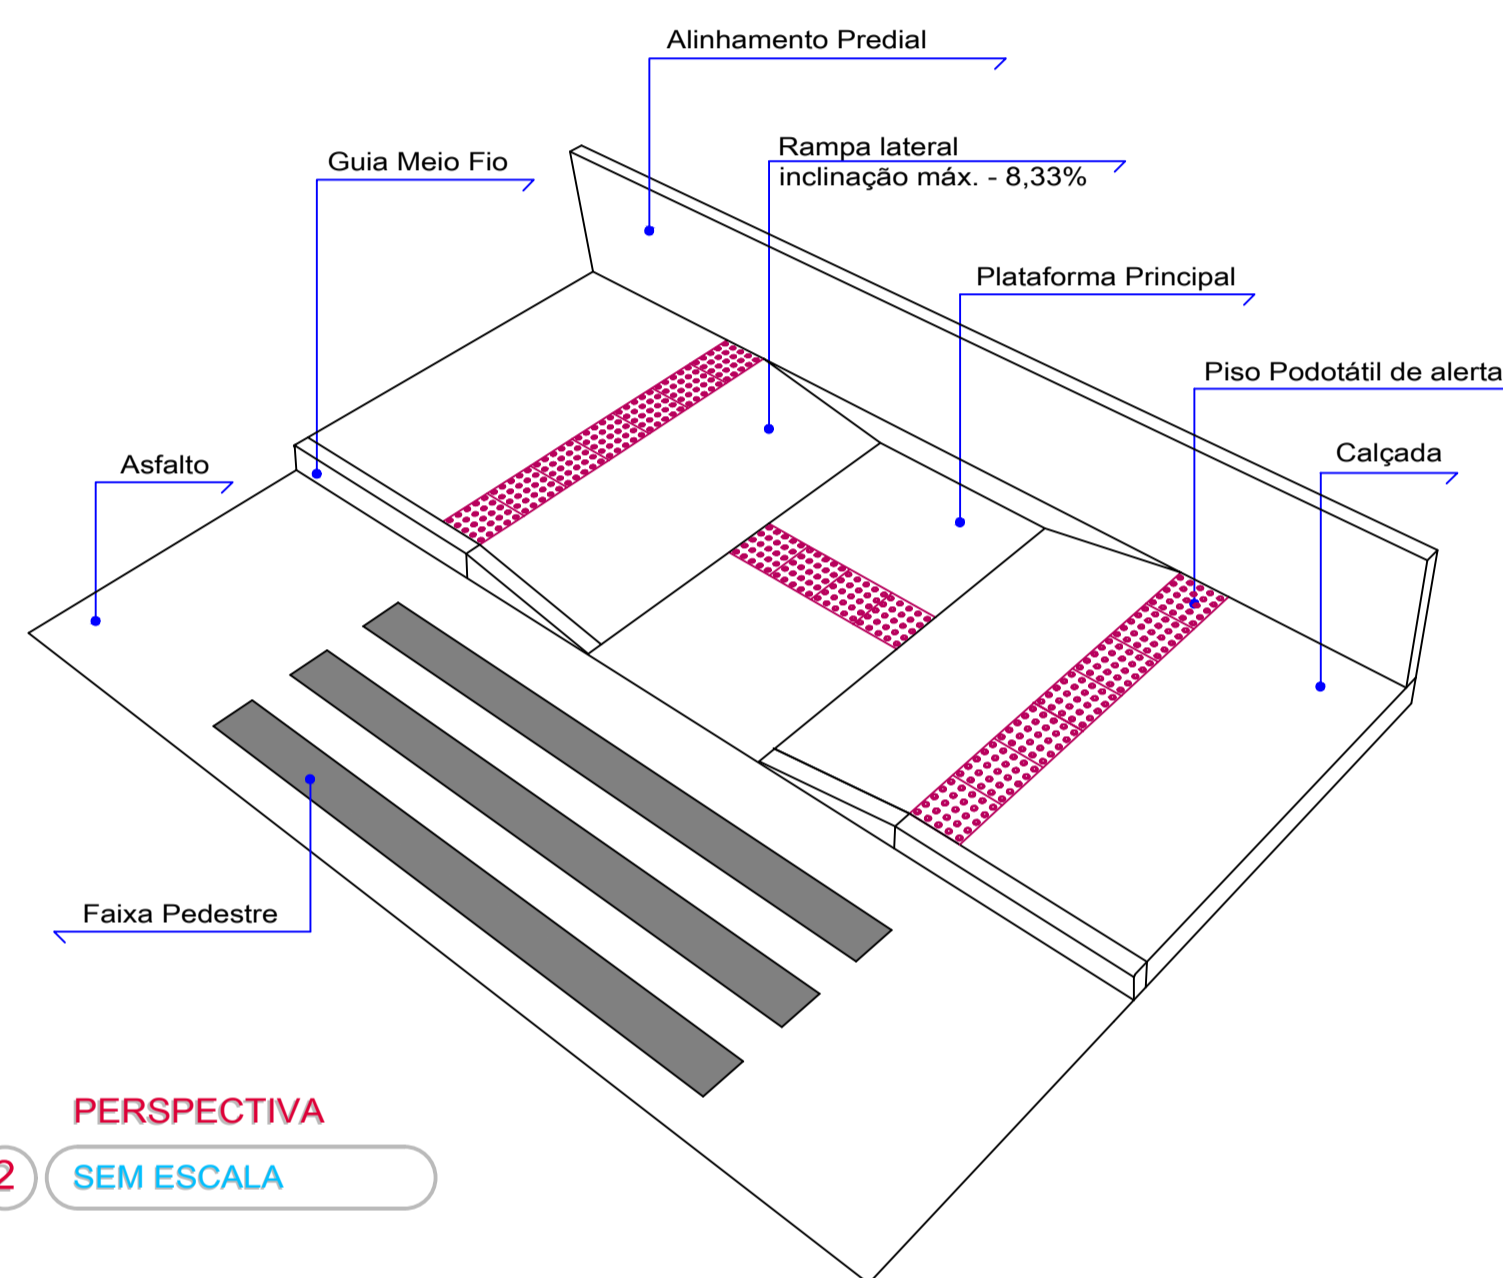 Alinhamento Predial
Rampa lateral
inclinação máx. - 8,33%
Guia Meio Fio
Plataforma Principal
Piso Podotátil de alerta
Calçada
Asfalto
Faixa Pedestre
PERSPECTIVA
2
SEM ESCALA